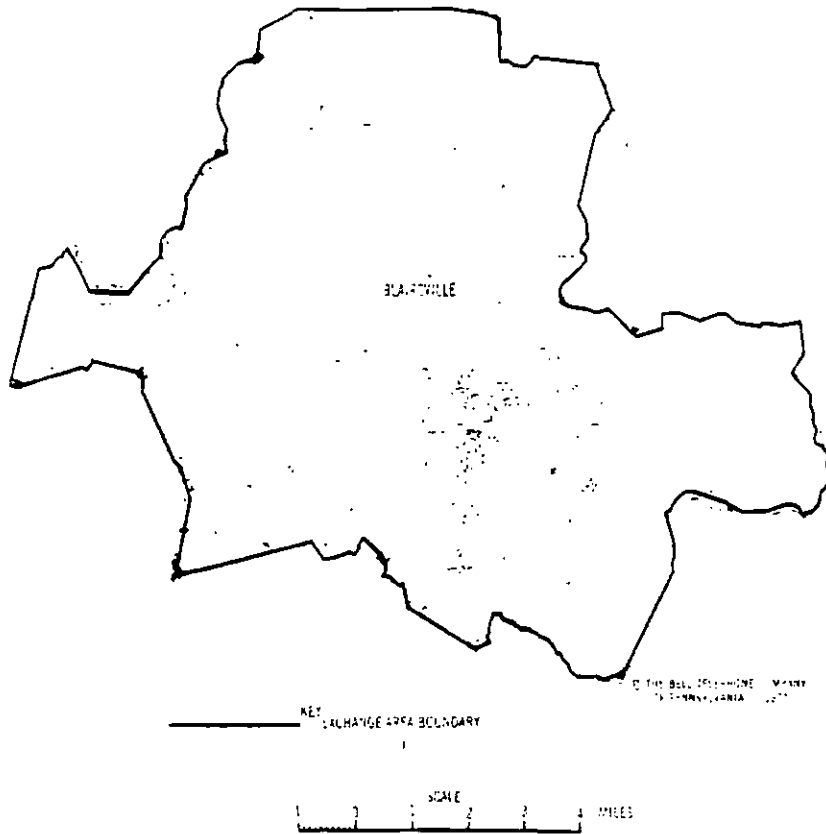 BLAIRSVILLE
© THE BELL TELEPHONE COMPANY
OF PENNSYLVANIA
KEY
EXCHANGE AREA BOUNDARY
SCALE
1 0 1 2 3 4 MILES